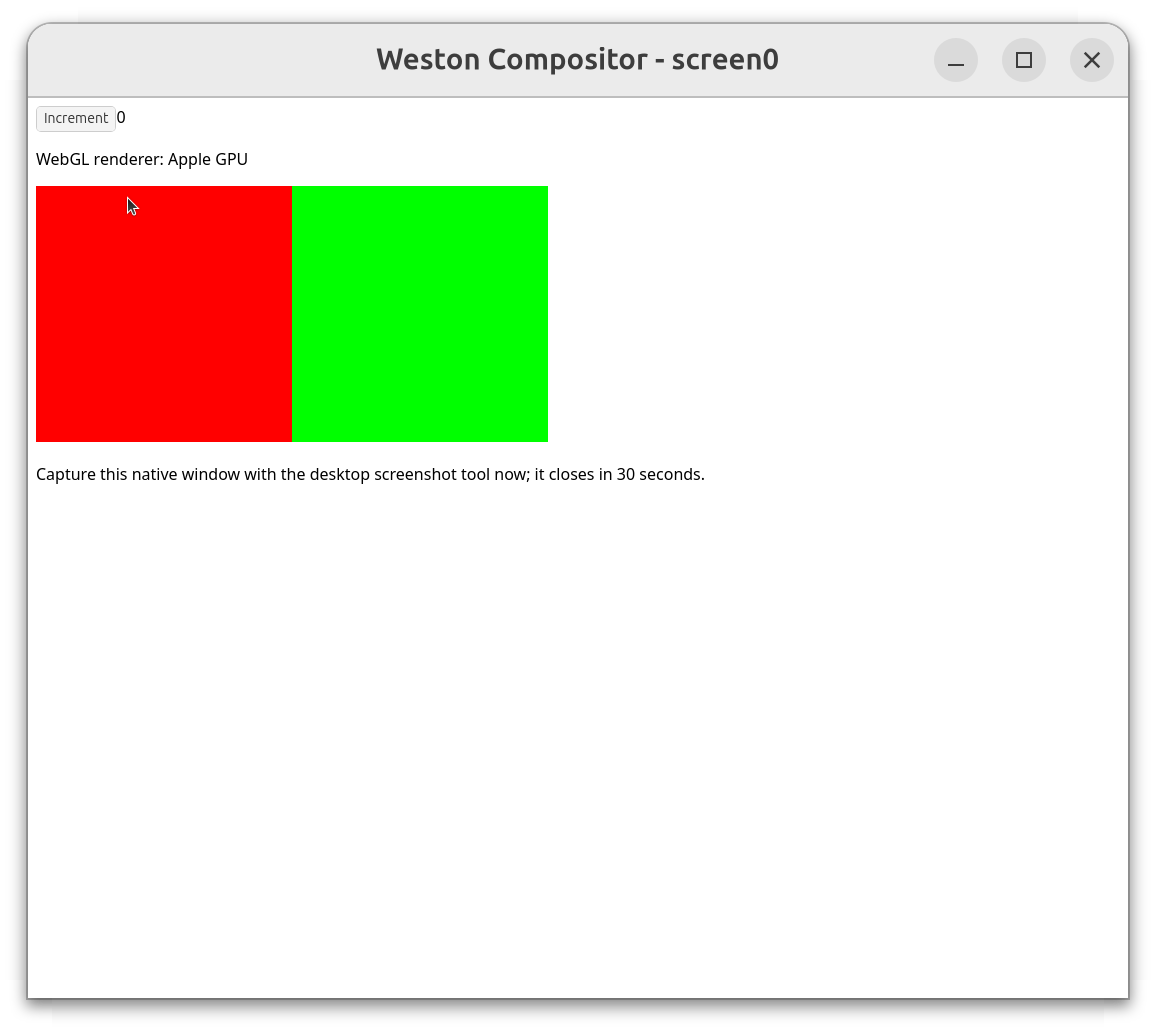 Weston Compositor - screen0
Increment 0
WebGL renderer: Apple GPU
Capture this native window with the desktop screenshot tool now; it closes in 30 seconds.